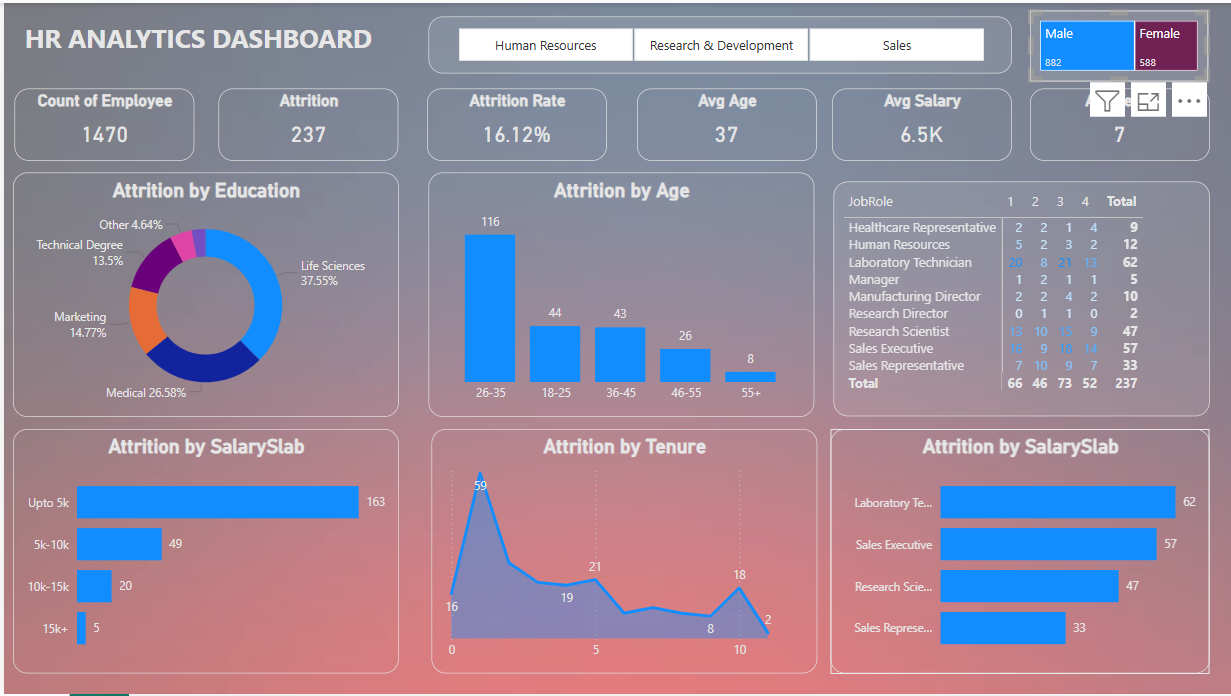 HR ANALYTICS DASHBOARD
Human Resources
Research & Development
Sales
Male
882
Female
588
Count of Employee
1470
Attrition
237
Attrition Rate
16.12%
Avg Age
37
Avg Salary
6.5K
7
Attrition by Education
Other 4.64%
Technical Degree
13.5%
Life Sciences
37.55%
Marketing
14.77%
Medical 26.58%
Attrition by Age
116
44
43
26
8
26-35 18-25 36-45 46-55 55+
JobRole 1 2 3 4 Total
Healthcare Representative 2 2 1 4 9
Human Resources 5 2 3 2 12
Laboratory Technician 20 8 21 13 62
Manager 1 2 1 1 5
Manufacturing Director 2 2 4 2 10
Research Director 0 1 1 0 2
Research Scientist 13 10 15 9 47
Sales Executive 9 18 14 57
Sales Representative 7 10 9 7 33
Total 66 46 73 52 237
Attrition by SalarySlab
Upto 5k 163
5k-10k 49
10k-15k 20
15k+ 5
Attrition by Tenure
59
21
18
16
19
8
2
0 5 10
Attrition by SalarySlab
Laboratory Te... 62
Sales Executive 57
Research Scie... 47
Sales Represe... 33